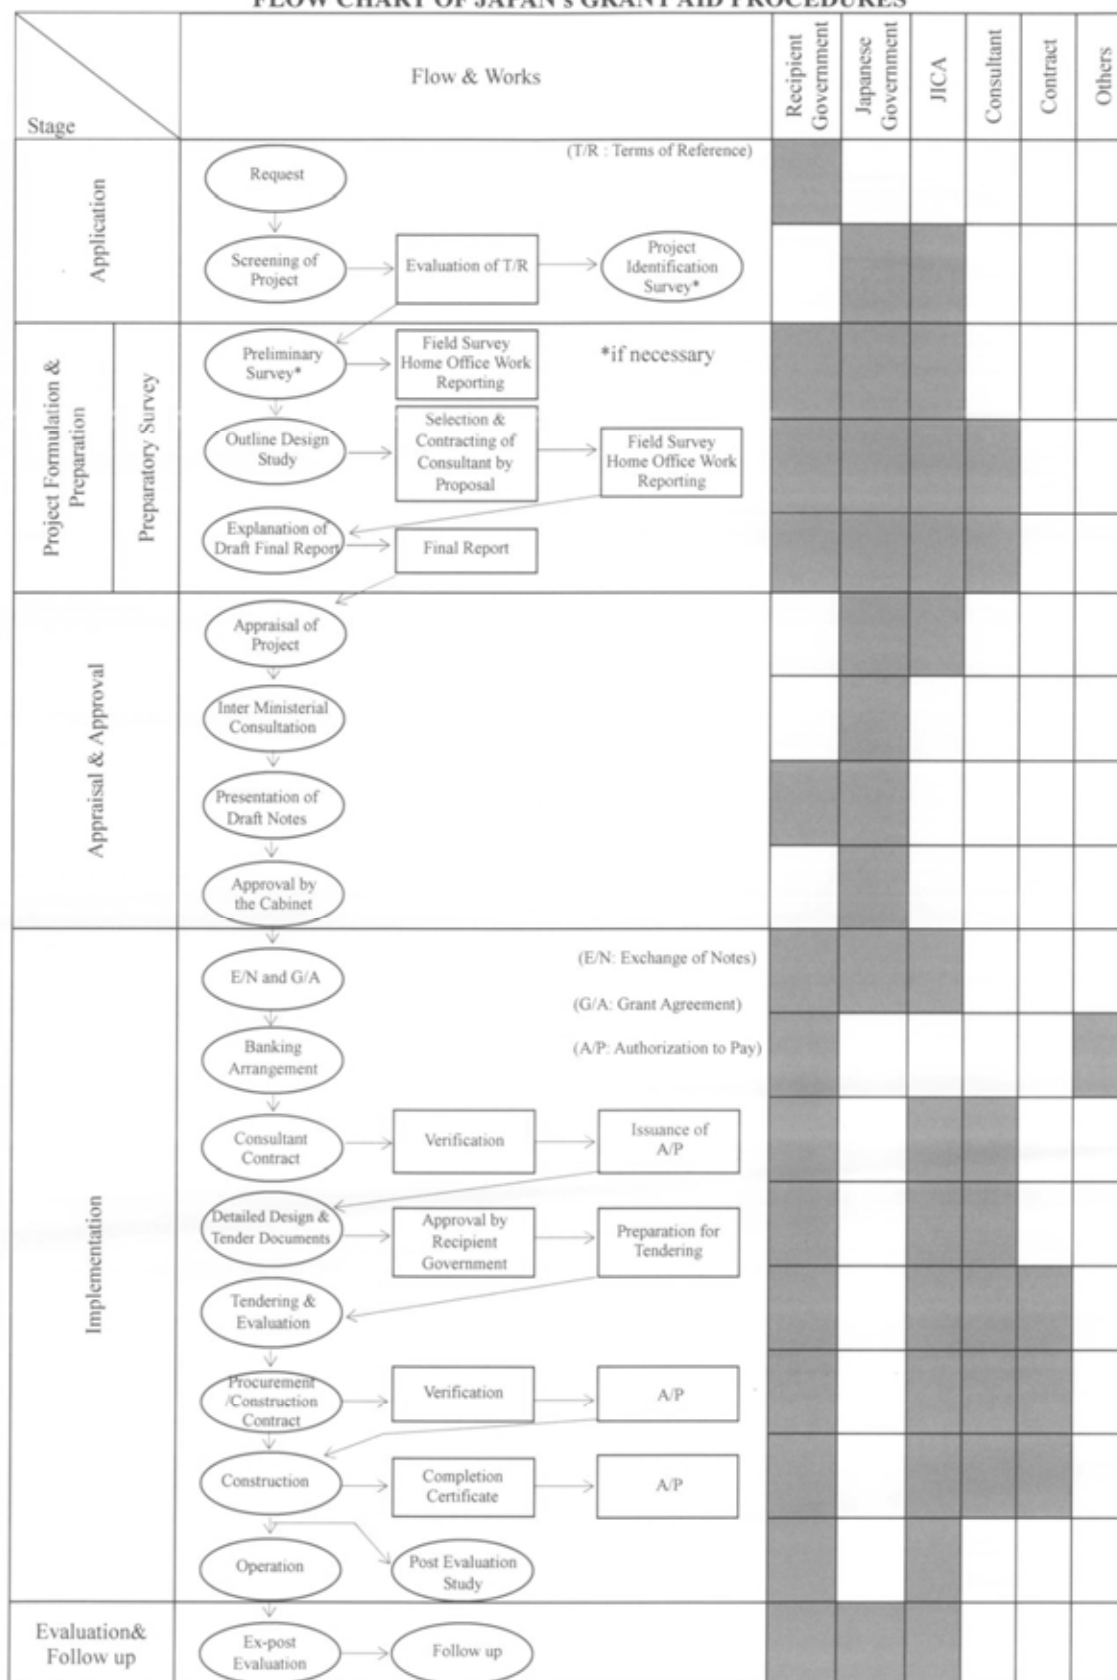 FLOW CHART OF JAPAN's GRANT AID PROCEDURES
Stage
Flow & Works
Recipient
Government
Japanese
Government
JICA
Consultant
Contract
Others
Application
(T/R : Terms of Reference)
Request
Screening of
Project
Evaluation of T/R
Project
Identification
Survey*
Project Formulation &
Preparation
Preparatory Survey
Preliminary
Survey*
Field Survey
Home Office Work
Reporting
*if necessary
Outline Design
Study
Selection &
Contracting of
Consultant by
Proposal
Field Survey
Home Office Work
Reporting
Explanation of
Draft Final Report
Final Report
Appraisal & Approval
Appraisal of
Project
Inter Ministerial
Consultation
Presentation of
Draft Notes
Approval by
the Cabinet
Implementation
E/N and G/A
(E/N: Exchange of Notes)
(G/A: Grant Agreement)
(A/P: Authorization to Pay)
Banking
Arrangement
Consultant
Contract
Verification
Issuance of
A/P
Detailed Design &
Tender Documents
Approval by
Recipient
Government
Preparation for
Tendering
Tendering &
Evaluation
Procurement
/Construction
Contract
Verification
A/P
Construction
Completion
Certificate
A/P
Operation
Post Evaluation
Study
Evaluation&
Follow up
Ex-post
Evaluation
Follow up